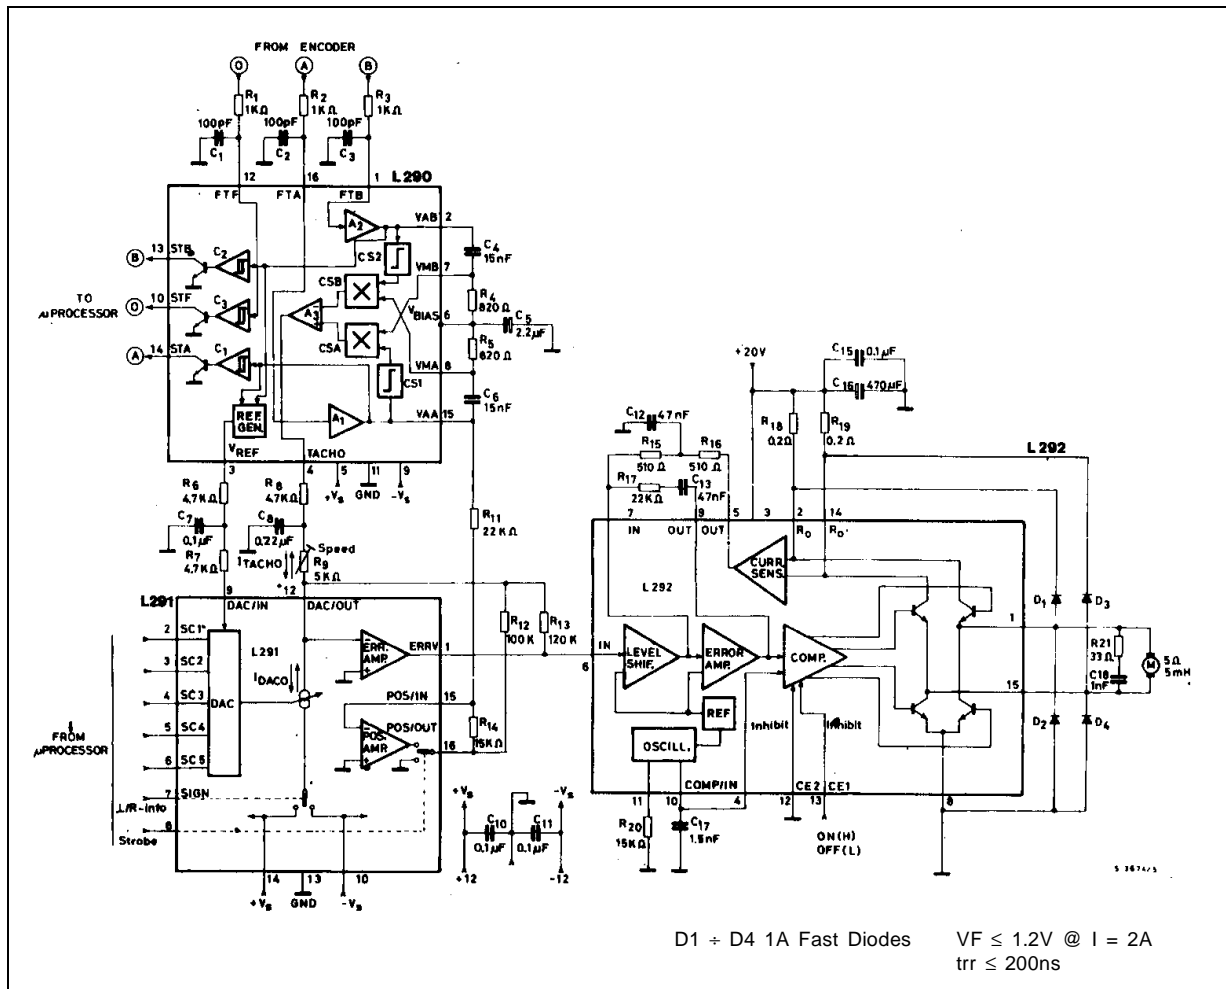 FROM ENCODER
O A B
R1 1KΩ
R2 1KΩ
R3 1KΩ
100pF C1
100pF C2
100pF C3
12 16 1 L290
FTF FTA FTB
A2
VAB 2
C4 15nF
13 STB
B
C2
CS2
CSB
VMB 7
R4 820Ω
TO
µPROCESSOR
10 STF
O
C3
A3
VBIAS 6
C5 2.2µF
R5 820Ω
14 STA
A
C1
CSA
VMA 8
CS1
C6 15nF
REF. GEN.
A1
VAA 15
VREF TACHO
3 4 5 11 9
+Vs GND -Vs
R6 4.7KΩ
R8 4.7KΩ
C7 0.1µF
C8 0.22µF
R7 4.7KΩ
ITACHO
Speed
R9 5KΩ
R11 22KΩ
+
9 12
L291
DAC/IN DAC/OUT
R12 100K
R13 120K
2 SC1
3 SC2
4 SC3
5 SC4
6 SC5
L291
IDACO
DAC
ERR. AMP.
ERRV 1
POS/IN 15
POS/OUT
POS. AMP.
16
R14 15KΩ
FROM
µPROCESSOR
7 SIGN
L/R-info
8
Strobe
14 13 10
+Vs GND -Vs
+Vs -Vs
C10 0.1µF
C11 0.1µF
+12 -12
+20V
C15 0.1µF
C16 470µF
C12 47nF
R18 0.2Ω
R19 0.2Ω
R15 510Ω
R16 510Ω
R17 22KΩ
C13 47nF
L292
7 9 5 3 2 14
IN OUT OUT
CURR. SENS.
L292
IN
6
LEVEL SHIF.
ERROR AMP.
COMP.
REF
OSCILL.
Inhibit
Inhibit
COMP/IN CE2 CE1
11 10 4 12 13 8
R20 15KΩ
C17 1.5nF
ON(H)
OFF(L)
D1 D3
1
R21 33Ω
C18 1nF
M
5Ω
5mH
15
D2 D4
S 3674/5
D1 ÷ D4 1A Fast Diodes VF ≤ 1.2V @ I = 2A
trr ≤ 200ns